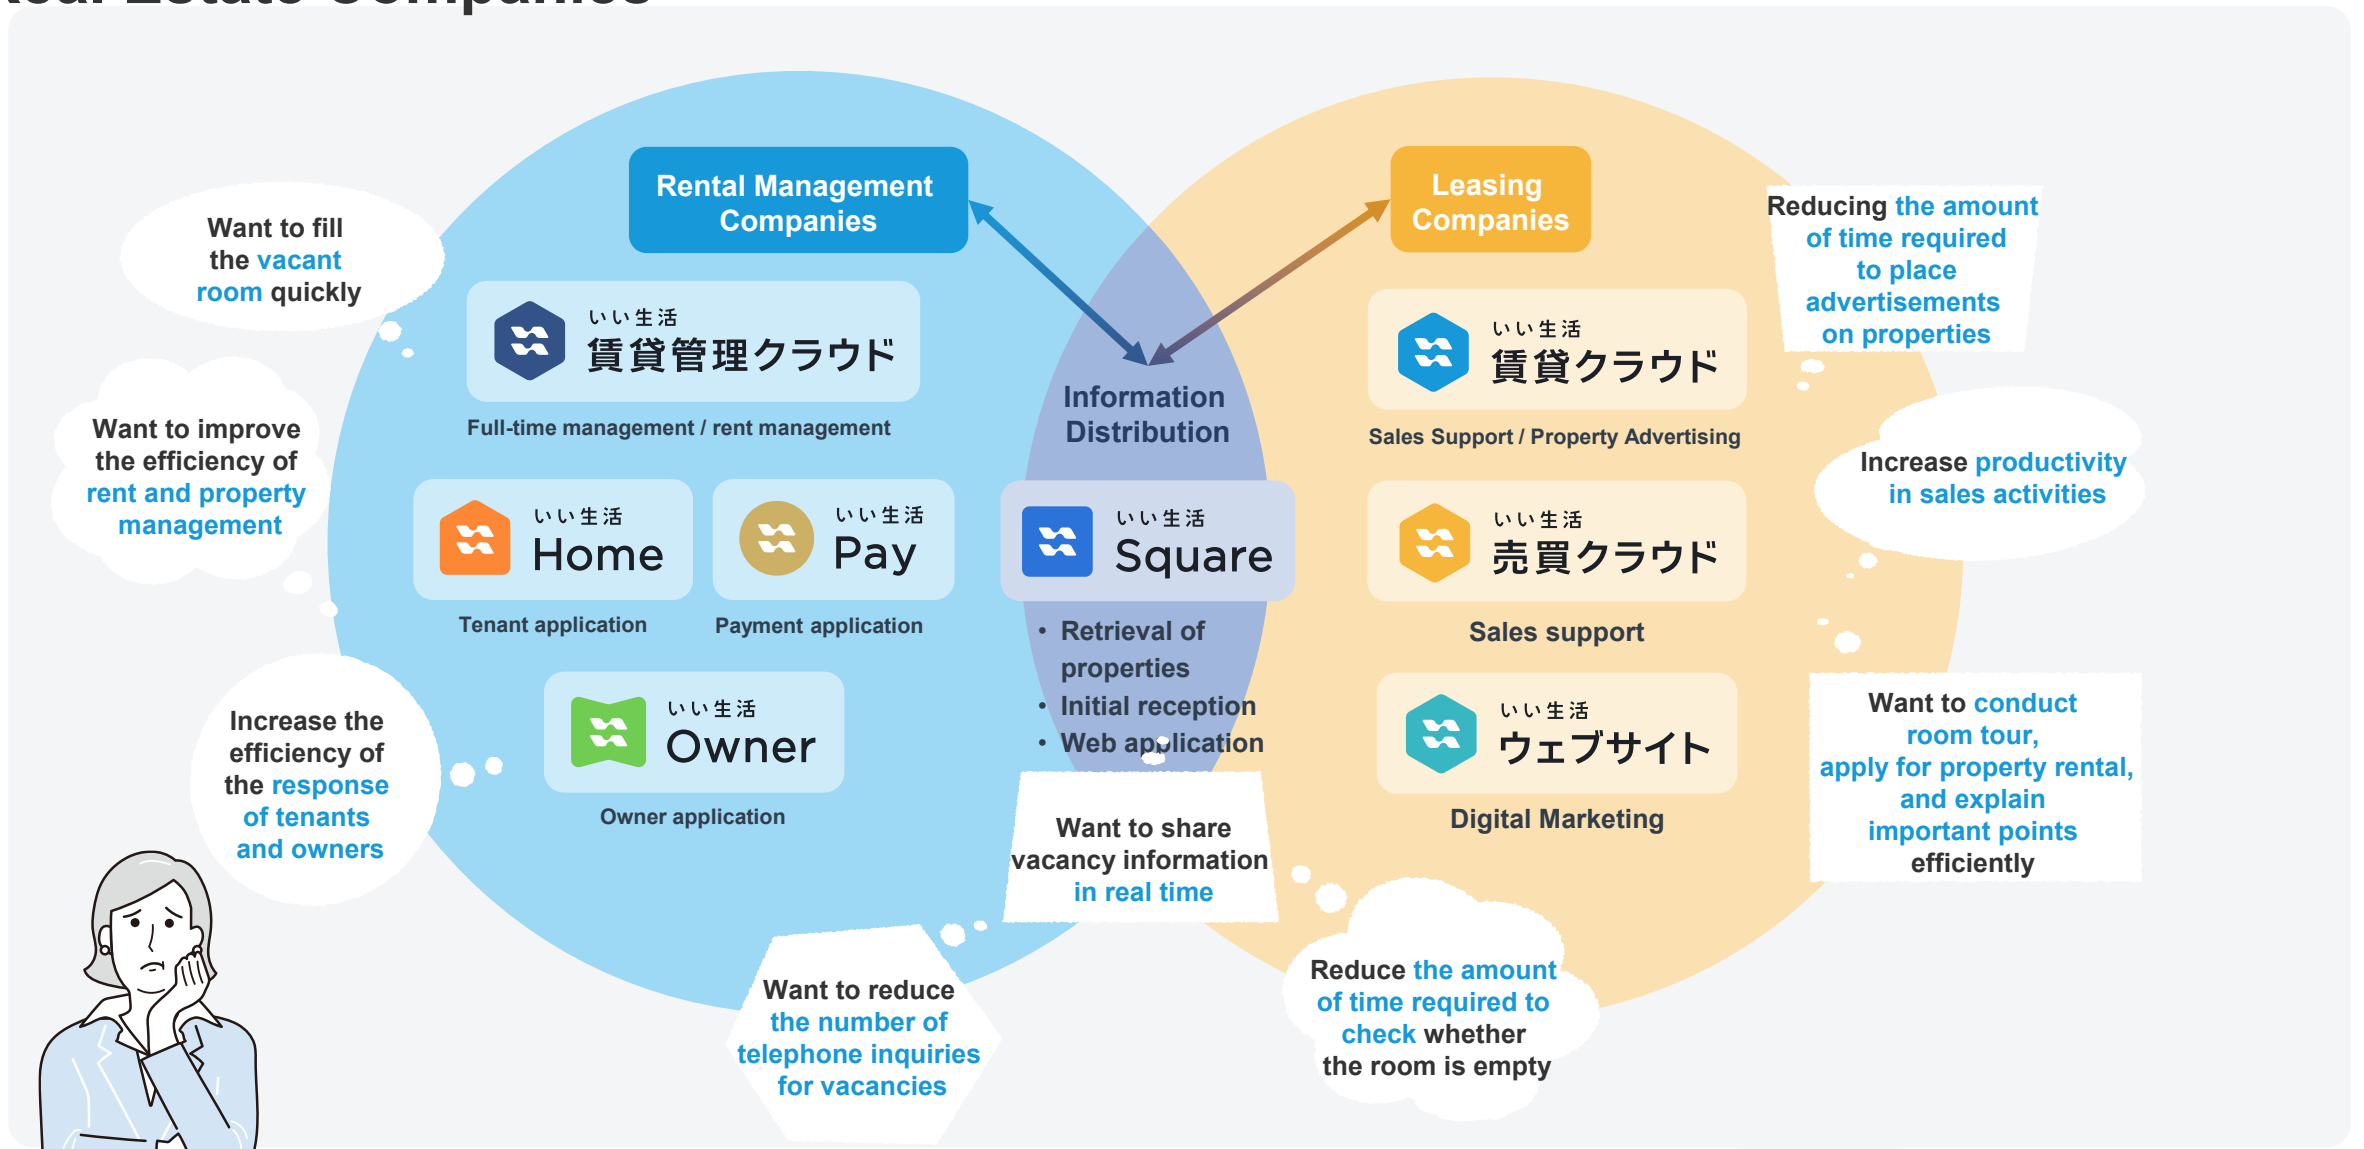 Real Estate Companies
Rental Management
Companies
Leasing
Companies
Want to fill
the vacant
room quickly
Want to improve
the efficiency of
rent and property
management
Increase the
efficiency of
the response
of tenants
and owners
いい生活
賃貸管理クラウド
Full-time management / rent management
いい生活
Home
Tenant application
いい生活
Pay
Payment application
いい生活
Owner
Owner application
Information
Distribution
いい生活
Square
• Retrieval of
properties
• Initial reception
• Web application
Want to share
vacancy information
in real time
Want to reduce
the number of
telephone inquiries
for vacancies
いい生活
賃貸クラウド
Sales Support / Property Advertising
いい生活
売買クラウド
Sales support
いい生活
ウェブサイト
Digital Marketing
Reducing the amount
of time required
to place
advertisements
on properties
Increase productivity
in sales activities
Want to conduct
room tour,
apply for property rental,
and explain
important points
efficiently
Reduce the amount
of time required to
check whether
the room is empty